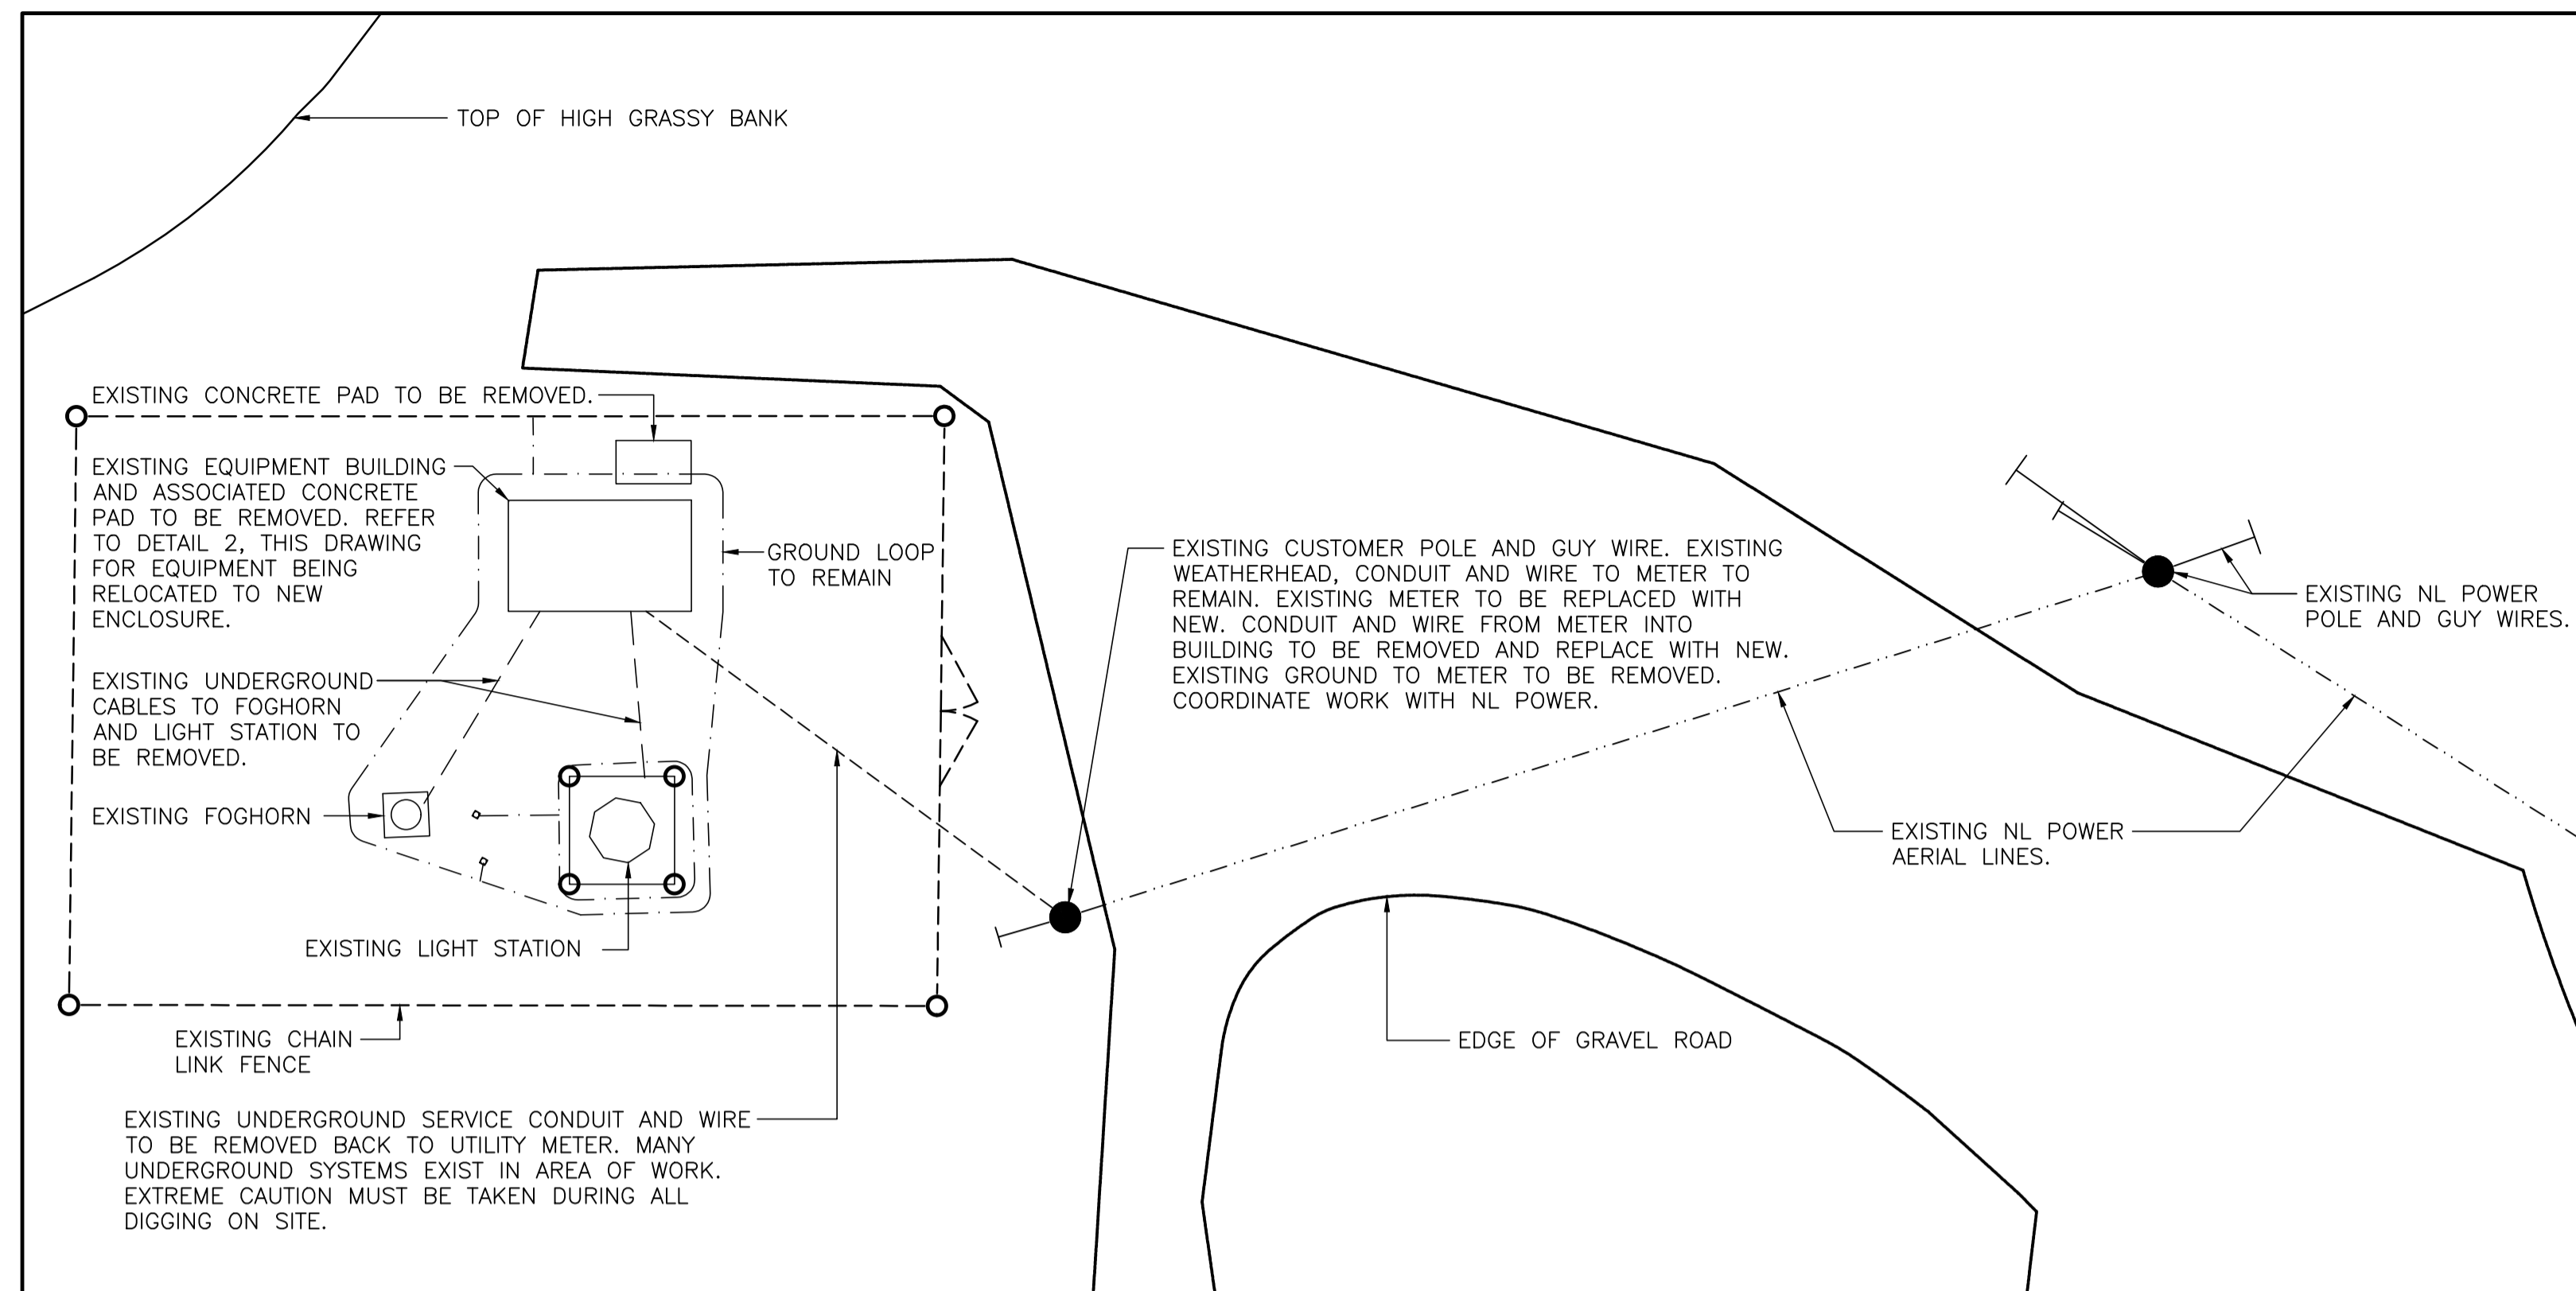 TOP OF HIGH GRASSY BANK
EXISTING CONCRETE PAD TO BE REMOVED.
EXISTING EQUIPMENT BUILDING
AND ASSOCIATED CONCRETE
PAD TO BE REMOVED. REFER
TO DETAIL 2, THIS DRAWING
FOR EQUIPMENT BEING
RELOCATED TO NEW
ENCLOSURE.
GROUND LOOP
TO REMAIN
EXISTING UNDERGROUND
CABLES TO FOGHORN
AND LIGHT STATION TO
BE REMOVED.
EXISTING FOGHORN
EXISTING LIGHT STATION
EXISTING CHAIN
LINK FENCE
EXISTING UNDERGROUND SERVICE CONDUIT AND WIRE
TO BE REMOVED BACK TO UTILITY METER. MANY
UNDERGROUND SYSTEMS EXIST IN AREA OF WORK.
EXTREME CAUTION MUST BE TAKEN DURING ALL
DIGGING ON SITE.
EXISTING CUSTOMER POLE AND GUY WIRE. EXISTING
WEATHERHEAD, CONDUIT AND WIRE TO METER TO
REMAIN. EXISTING METER TO BE REPLACED WITH
NEW. CONDUIT AND WIRE FROM METER INTO
BUILDING TO BE REMOVED AND REPLACE WITH NEW.
EXISTING GROUND TO METER TO BE REMOVED.
COORDINATE WORK WITH NL POWER.
EXISTING NL POWER
POLE AND GUY WIRES.
EXISTING NL POWER
AERIAL LINES.
EDGE OF GRAVEL ROAD